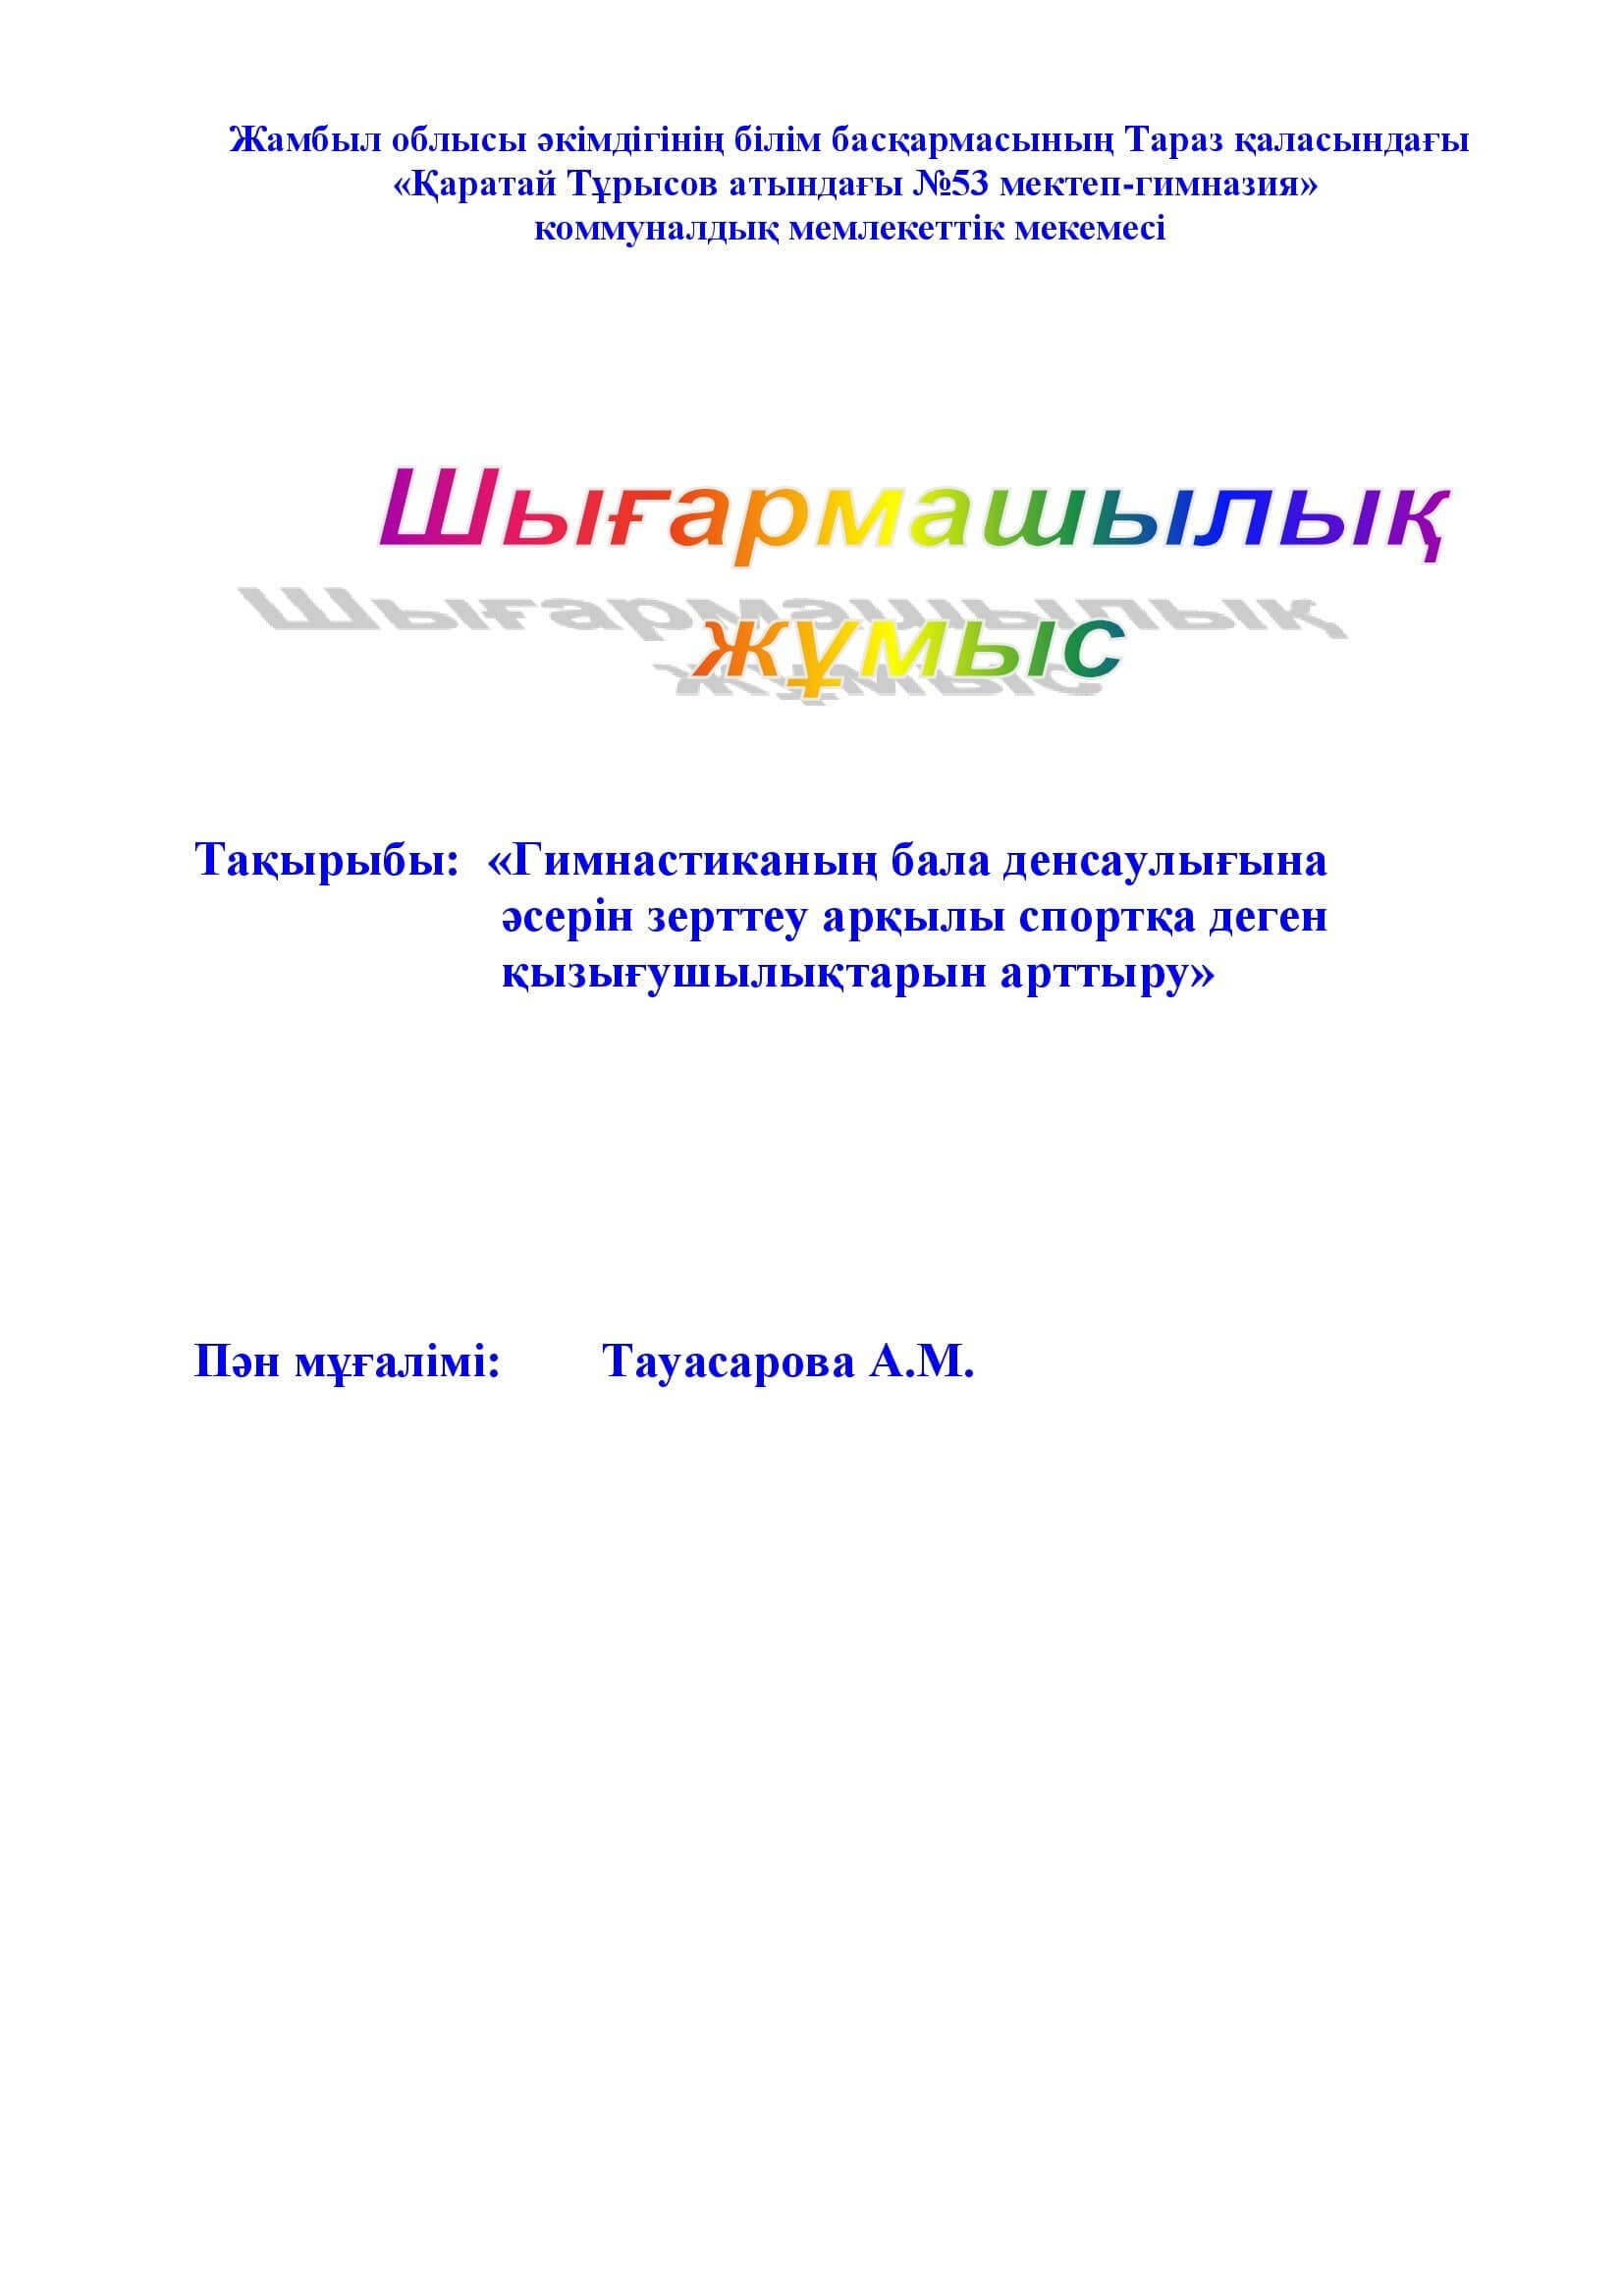 Жамбыл облысы әкімдігінің білім басқармасының Тараз қаласындағы
«Қаратай Тұрысов атындағы №53 мектеп-гимназия»
коммуналдық мемлекеттік мекемесі
Шығармашылық
жұмыс
Тақырыбы: «Гимнастиканың бала денсаулығына
әсерін зерттеу арқылы спортқа деген
қызығушылықтарын арттыру»
Пән мұғалімі: Тауасарова А.М.